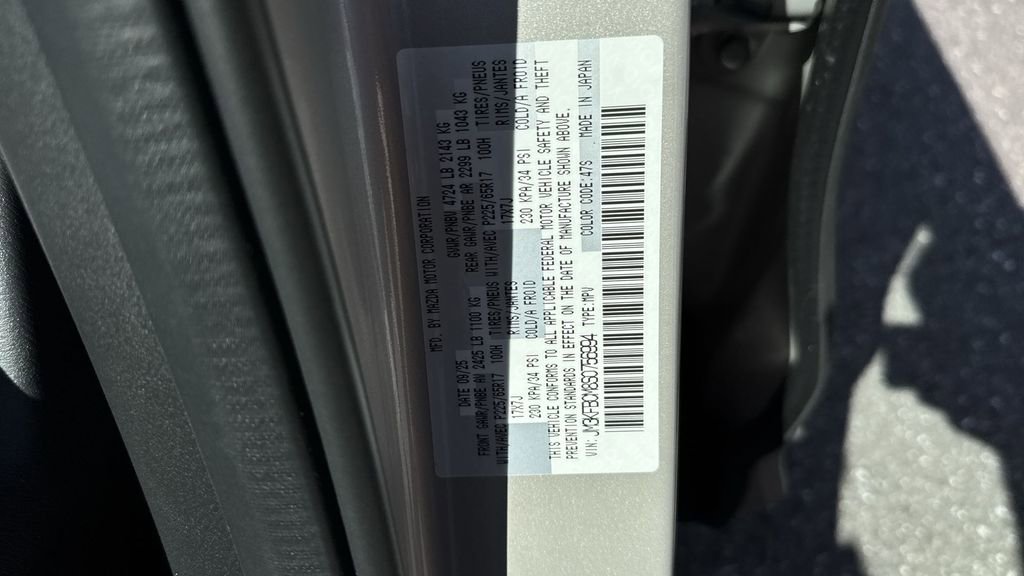 MFD. BY MAZDA MOTOR CORPORATION
DATE 09/25 GVWR/PNBV 4724 LB 2143 KG
FRONT GAWR/PNBE AV 2425 LB 1100 KG REAR GAWR/PNBE AR 2299 LB 1043 KG
WITH/AVEC P225/65R17 100H TIRES/PNEUS WITH/AVEC P225/65R17 100H TIRES/PNEUS
17X7J RIMS/JANTES 17X7J RIMS/JANTES
230 KPA/34 PSI COLD/A FROID 230 KPA/34 PSI COLD/A FROID
THIS VEHICLE CONFORMS TO ALL APPLICABLE FEDERAL MOTOR VEHICLE SAFETY AND THEFT
PREVENTION STANDARDS IN EFFECT ON THE DATE OF MANUFACTURE SHOWN ABOVE.
VIN: TYPE:MPV COLOR CODE:47S MADE IN JAPAN